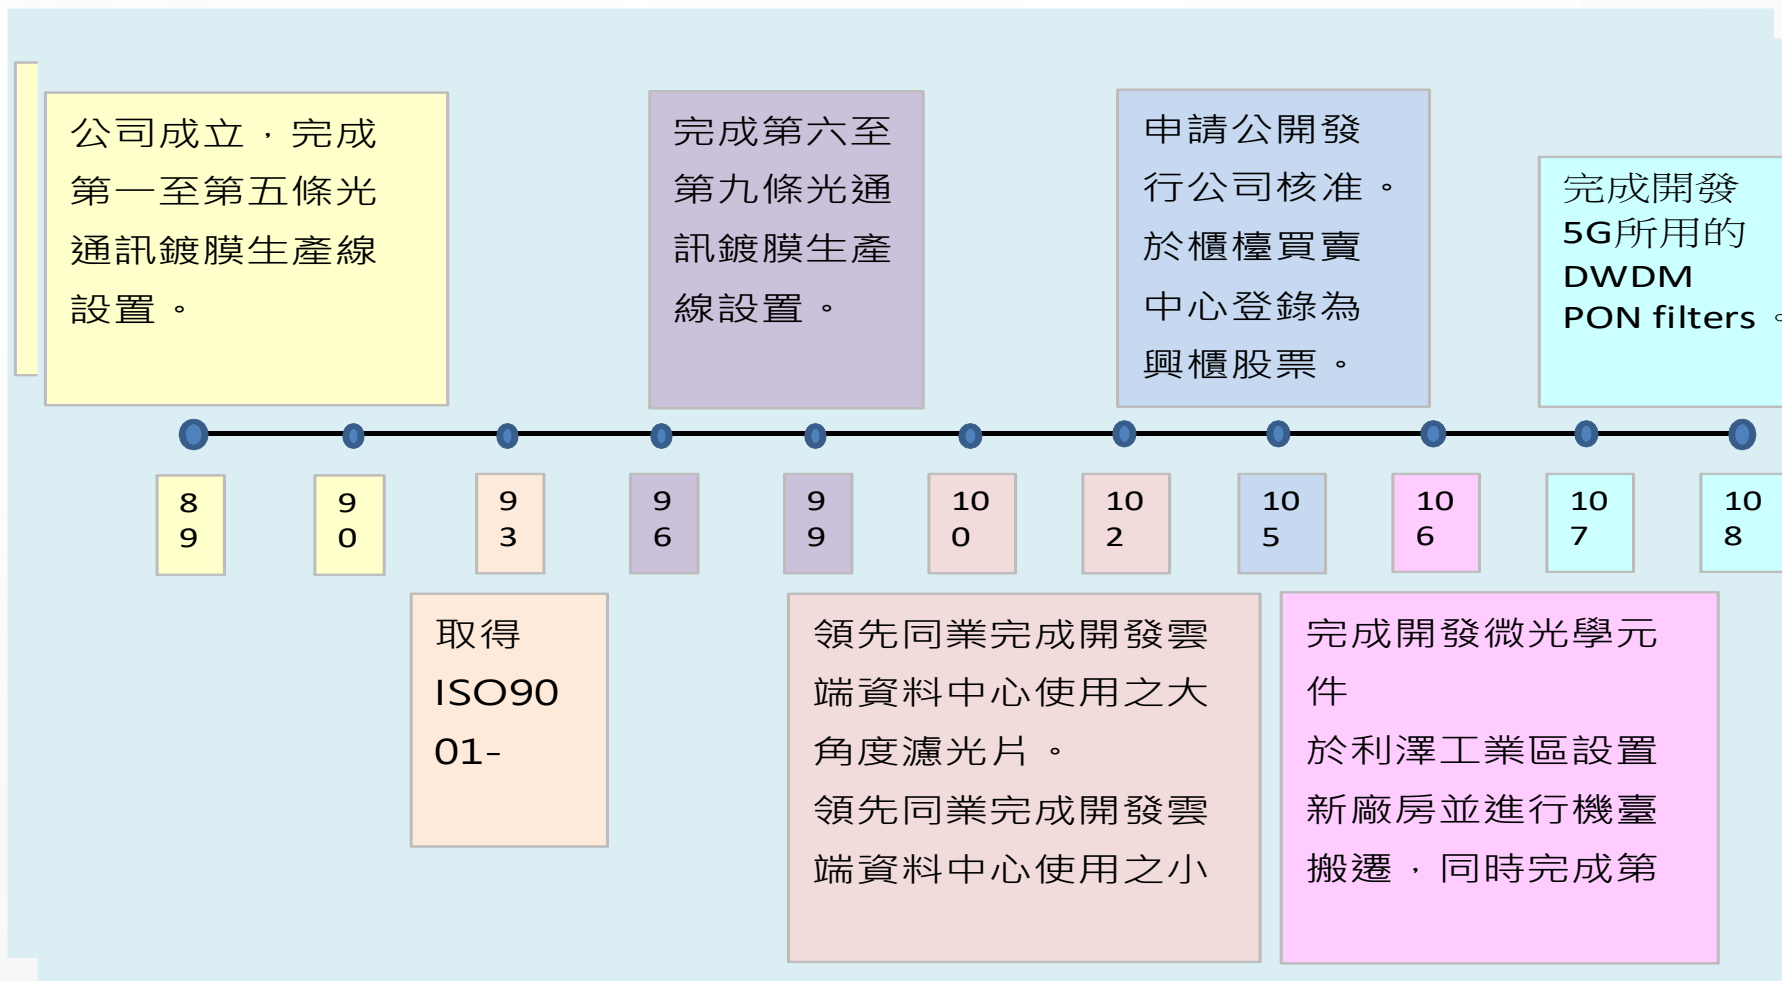 公司成立，完成
第一至第五條光
通訊鍍膜生產線
設置。
完成第六至
第九條光通
訊鍍膜生產
線設置。
申請公開發
行公司核准。
於櫃檯買賣
中心登錄為
興櫃股票。
完成開發
5G所用的
DWDM
PON filters。
8
9
9
0
9
3
9
6
9
9
10
0
10
2
10
5
10
6
10
7
10
8
取得
ISO90
01-
領先同業完成開發雲
端資料中心使用之大
角度濾光片。
領先同業完成開發雲
端資料中心使用之小
完成開發微光學元
件
於利澤工業區設置
新廠房並進行機臺
搬遷，同時完成第